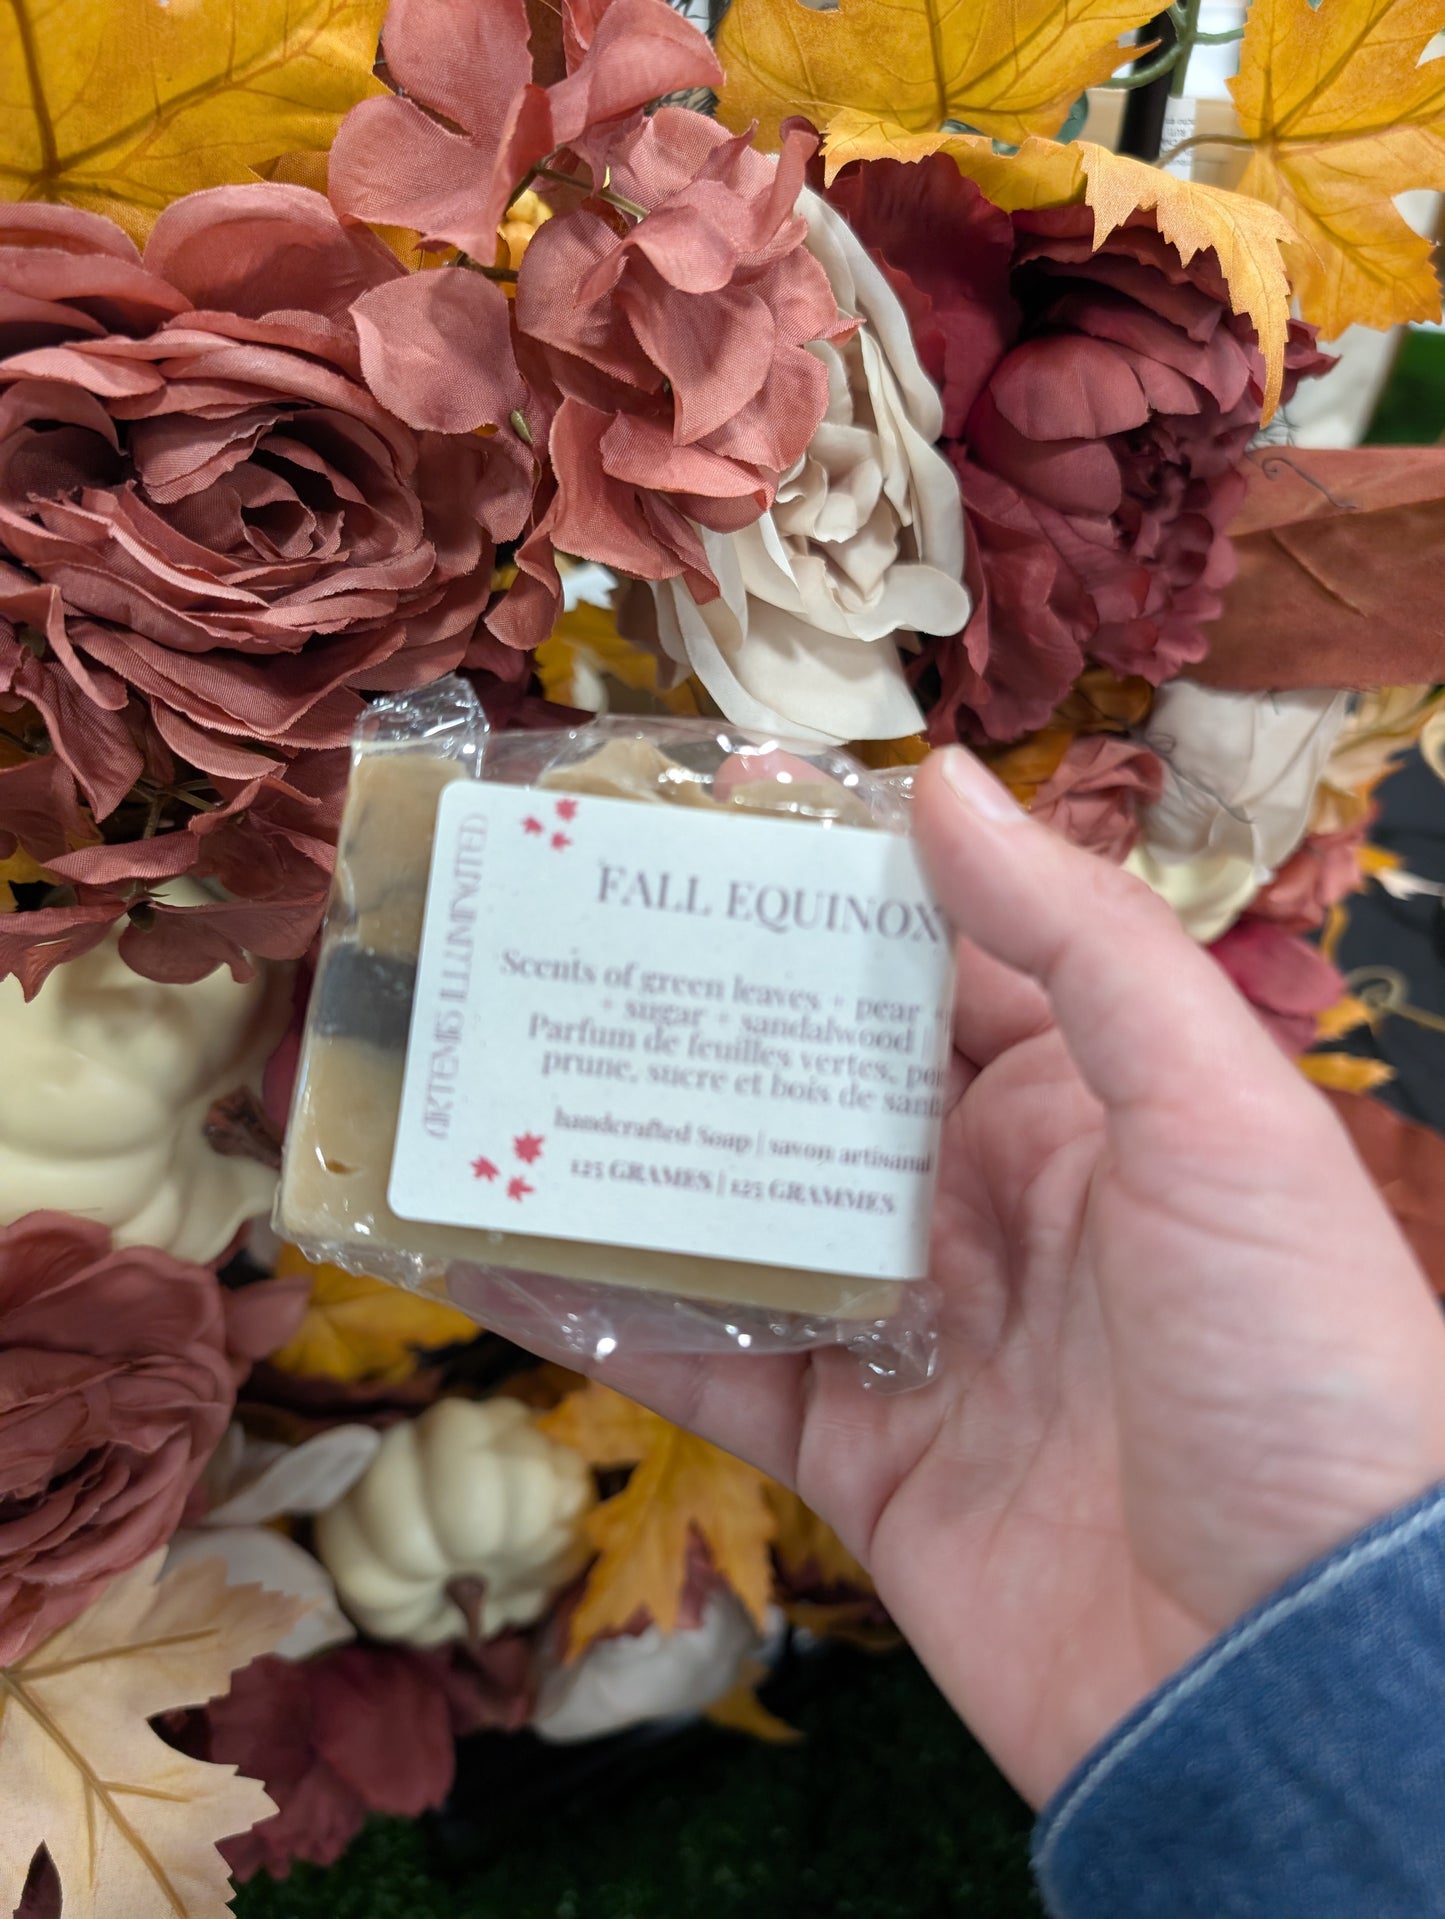 ARTEMIS ILLUMINATED
FALL EQUINOX
Scents of green leaves + pear +
+ sugar + sandalwood |
Parfum de feuilles vertes,
prune, sucre et bois de
handcrafted Soap | savon artisanal
125 GRAMES | 125 GRAMMES